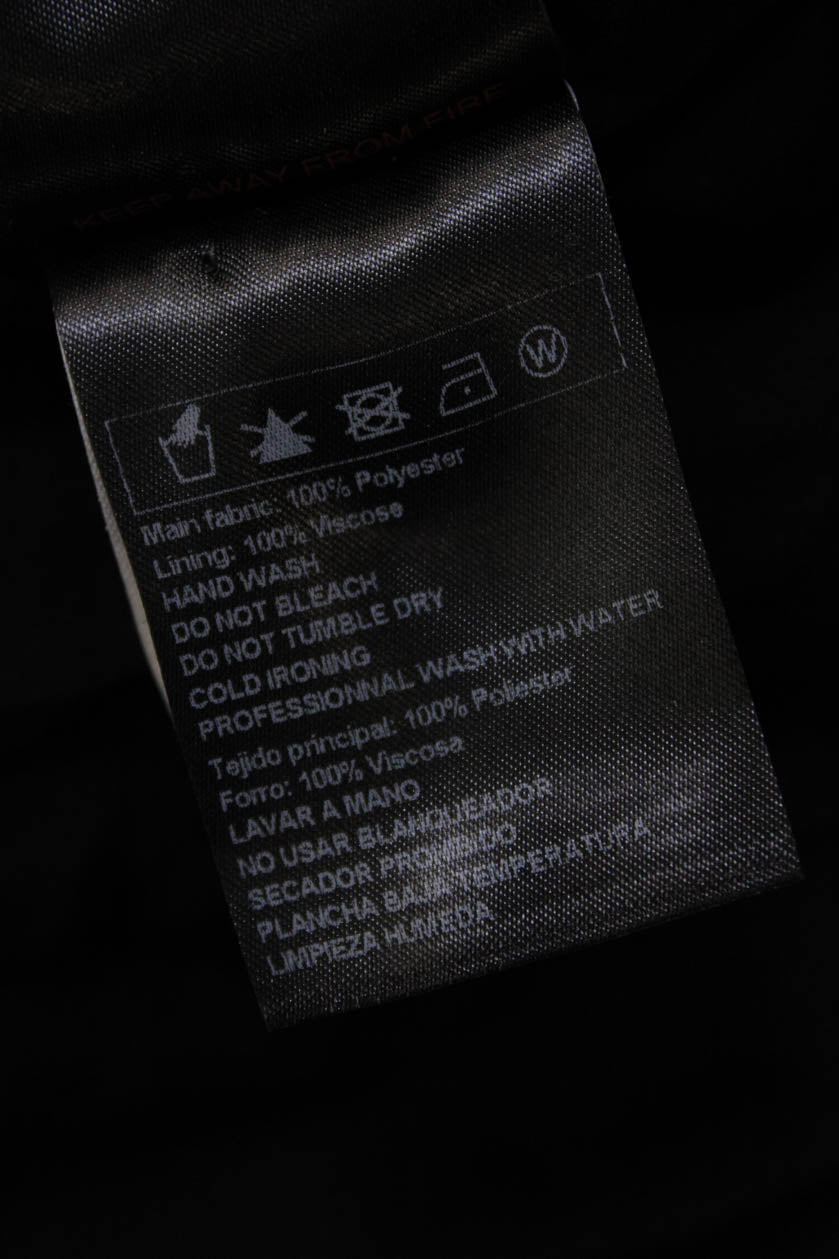 KEEP AWAY FROM FIRE
W
Main fabric: 100% Polyester
Lining: 100% Viscose
HAND WASH
DO NOT BLEACH
DO NOT TUMBLE DRY
COLD IRONING
PROFESSIONNAL WASH WITH WATER
Tejido principal: 100% Poliester
Forro: 100% Viscosa
LAVAR A MANO
NO USAR BLANQUEADOR
SECADOR PROHIBIDO
PLANCHA BAJA TEMPERATURA
LIMPIEZA HUMEDA